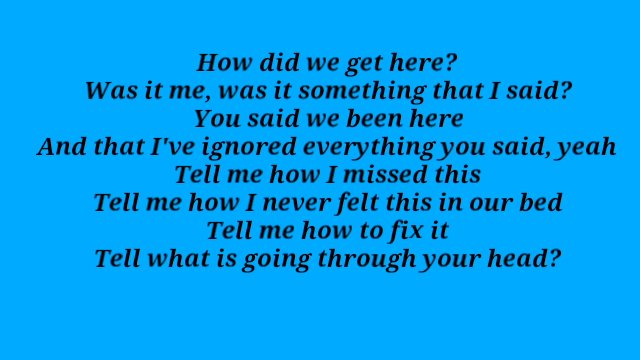 How did we get here?
Was it me, was it something that I said?
You said we been here
And that I've ignored everything you said, yeah
Tell me how I missed this
Tell me how I never felt this in our bed
Tell me how to fix it
Tell what is going through your head?